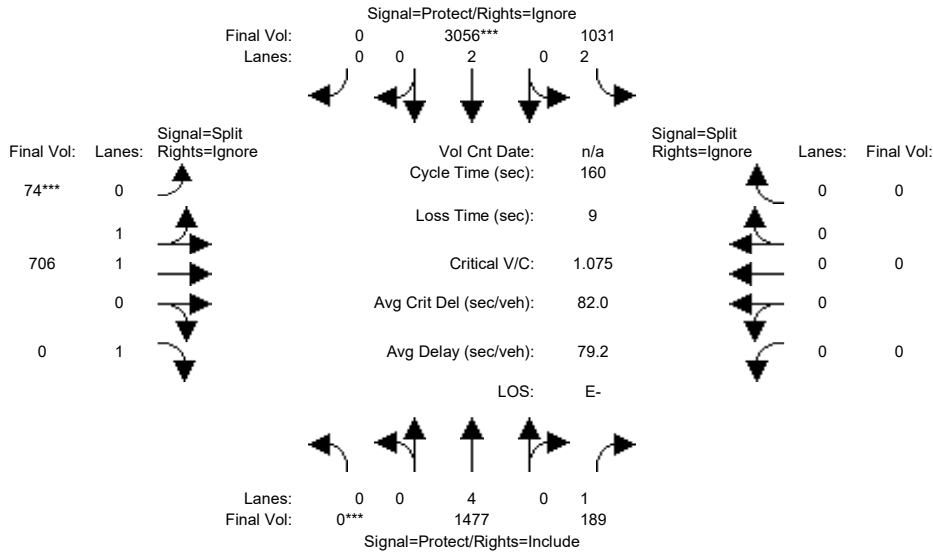 Signal=Protect/Rights=Ignore
Final Vol: 0 3056*** 1031
Lanes: 0 0 2 0 2
Signal=Split Signal=Split
Final Vol: Lanes: Rights=Ignore Vol Cnt Date: n/a Rights=Ignore Lanes: Final Vol:
Cycle Time (sec): 160
74*** 0 0 0
Loss Time (sec): 9
1 0
706 1 Critical V/C: 1.075 0 0
0 Avg Crit Del (sec/veh): 82.0 0
0 1 Avg Delay (sec/veh): 79.2 0 0
LOS: E-
Lanes: 0 0 4 0 1
Final Vol: 0*** 1477 189
Signal=Protect/Rights=Include